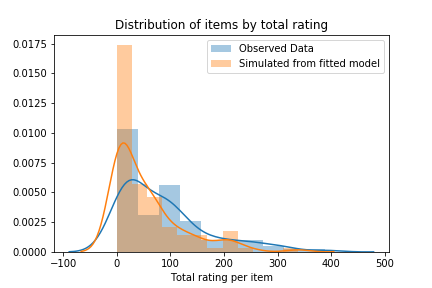 Distribution of items by total rating
Observed Data
Simulated from fitted model
0.0175
0.0150
0.0125
0.0100
0.0075
0.0050
0.0025
0.0000
−100 0 100 200 300 400 500
Total rating per item